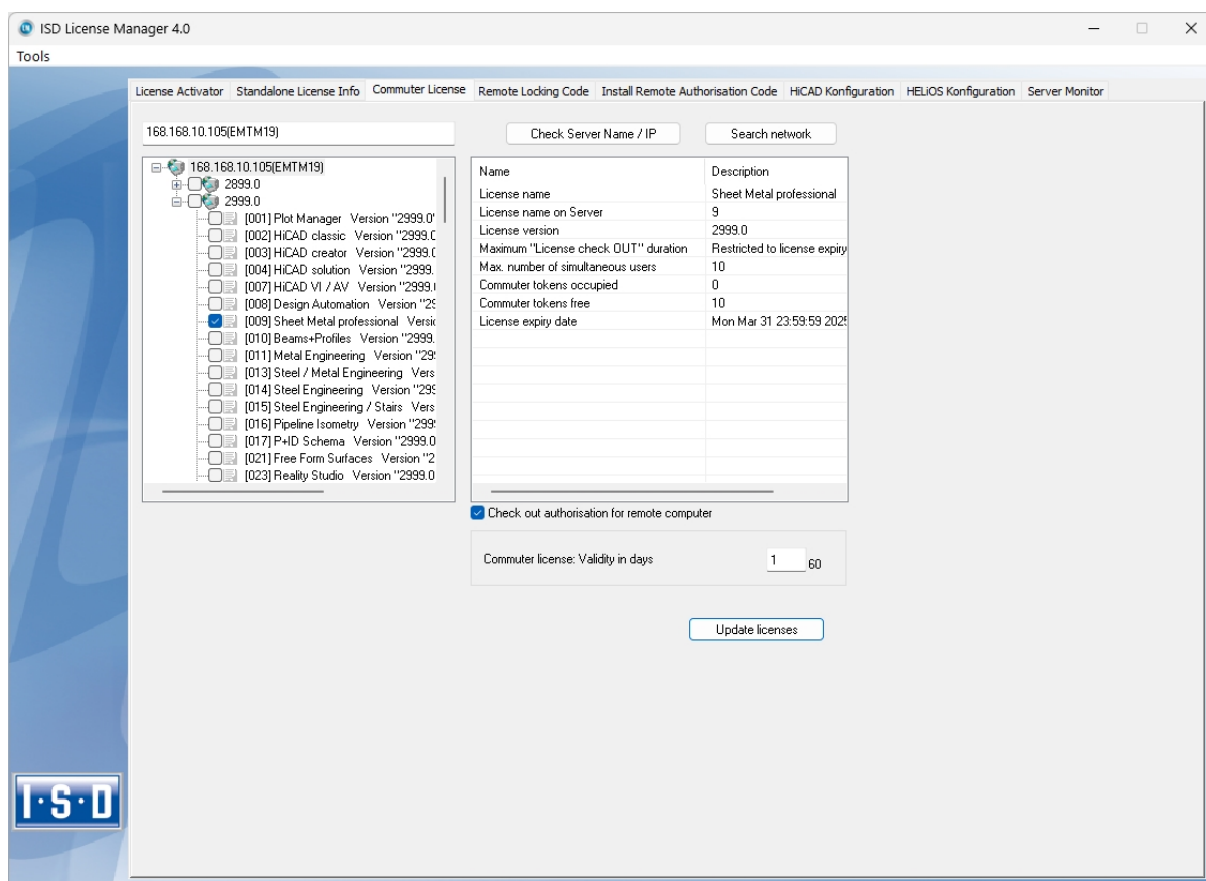 ISD License Manager 4.0
Tools
License Activator Standalone License Info Commuter License Remote Locking Code Install Remote Authorisation Code HiCAD Konfiguration HELiOS Konfiguration Server Monitor
168.168.10.105(EMTM19)
Check Server Name / IP
Search network
168.168.10.105(EMTM19)
2899.0
2999.0
[001] Plot Manager Version "2999.0"
[002] HiCAD classic Version "2999.0
[003] HiCAD creator Version "2999.0
[004] HiCAD solution Version "2999.
[007] HiCAD VI / AV Version "2999.0
[008] Design Automation Version "29
[009] Sheet Metal professional Versio
[010] Beams+Profiles Version "2999.
[011] Metal Engineering Version "299
[013] Steel / Metal Engineering Vers
[014] Steel Engineering Version "299
[015] Steel Engineering / Stairs Vers
[016] Pipeline Isometry Version "2999
[017] P+ID Schema Version "2999.0
[021] Free Form Surfaces Version "2
[023] Reality Studio Version "2999.0
Name Description
License name Sheet Metal professional
License name on Server 9
License version 2999.0
Maximum "License check OUT" duration Restricted to license expiry
Max. number of simultaneous users 10
Commuter tokens occupied 0
Commuter tokens free 10
License expiry date Mon Mar 31 23:59:59 2025
Check out authorisation for remote computer
Commuter license: Validity in days 1 60
Update licenses
I·S·D